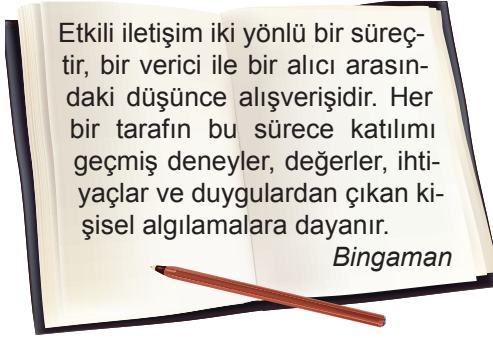 Etkili iletişim iki yönlü bir süreç-
tir, bir verici ile bir alıcı arasın-
daki düşünce alışverişidir. Her
bir tarafın bu sürece katılımı
geçmiş deneyler, değerler, ihti-
yaçlar ve duygulardan çıkan ki-
şisel algılamalara dayanır.
Bingaman